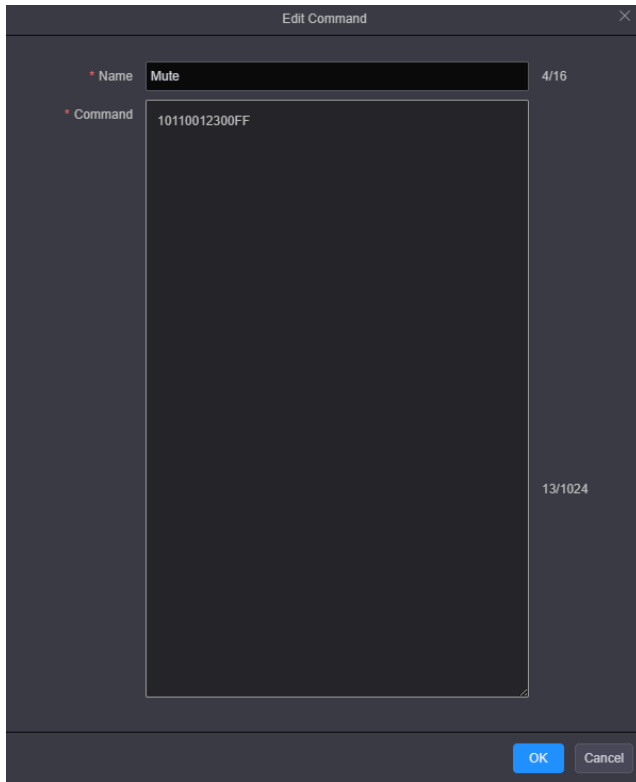 Edit Command
* Name Mute 4/16
* Command 10110012300FF
13/1024
OK Cancel